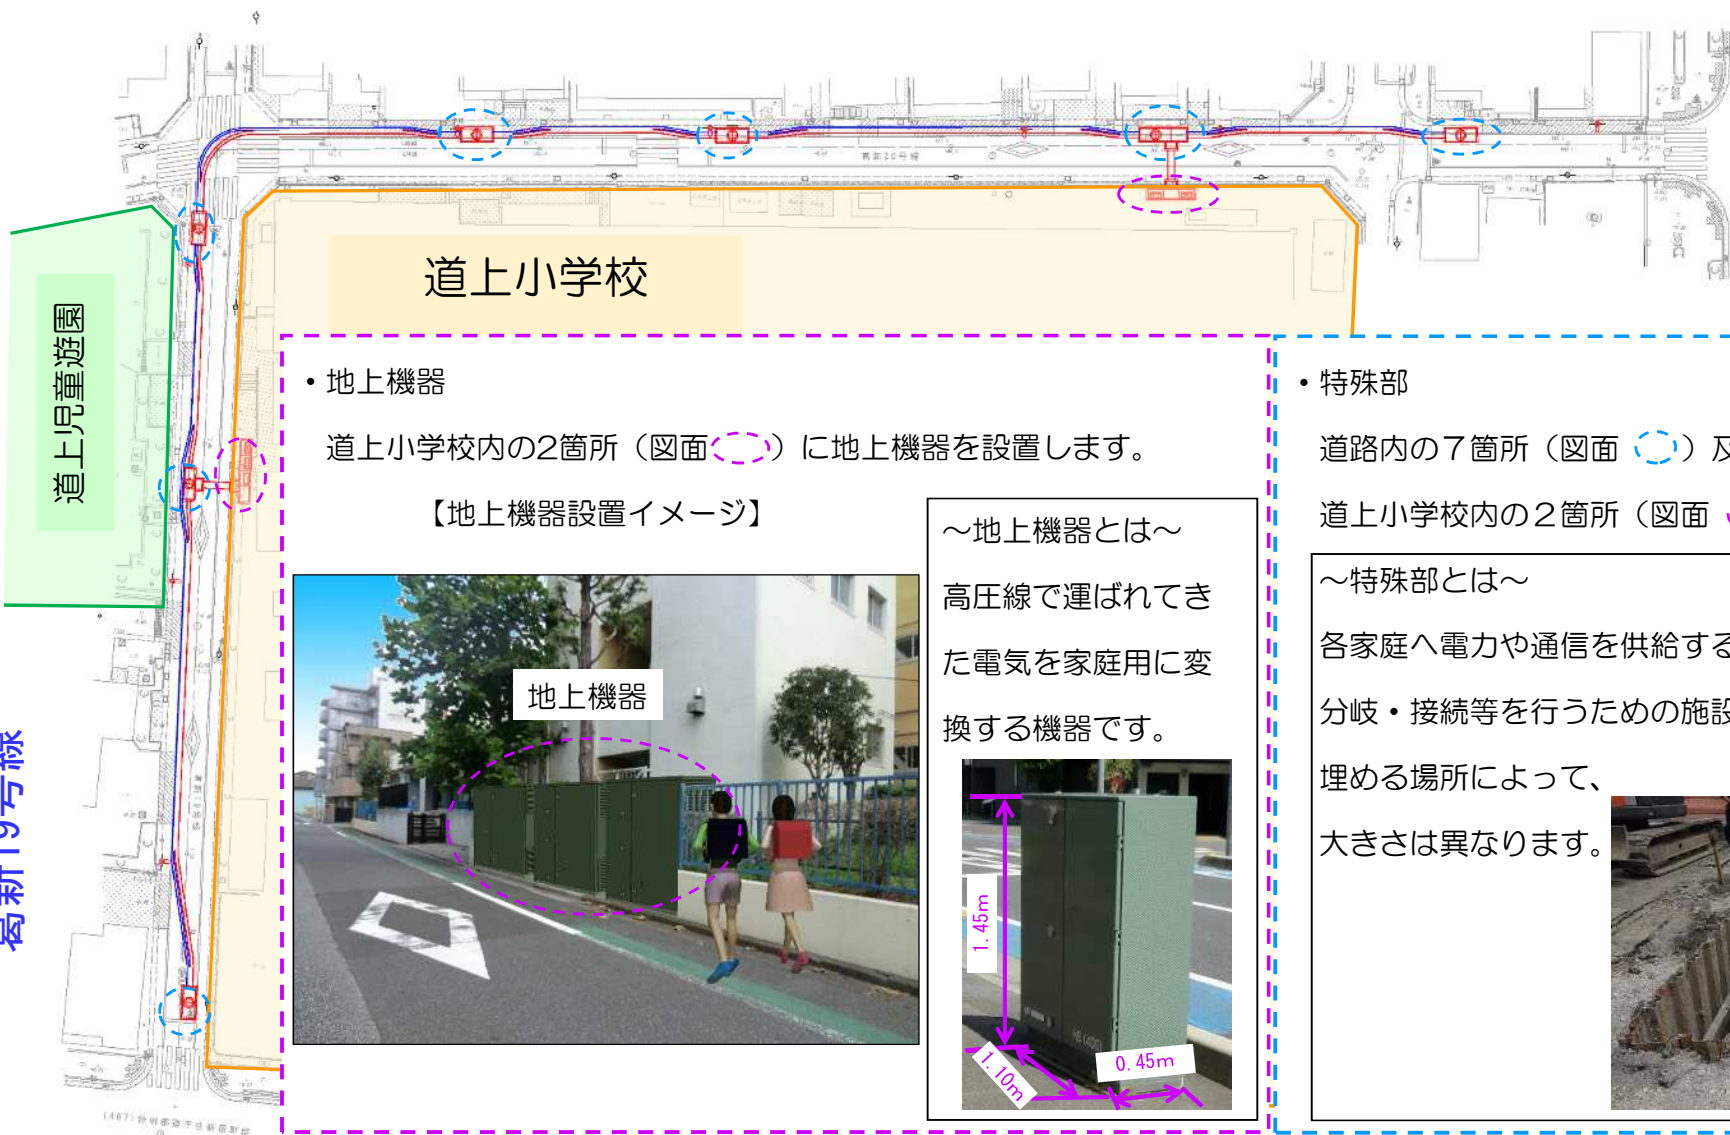 道上小学校
道上児童遊園
葛新19号線
葛新20号線
・地上機器
道上小学校内の2箇所（図面　）に地上機器を設置します。
【地上機器設置イメージ】
地上機器
～地上機器とは～
高圧線で運ばれてき
た電気を家庭用に変
換する機器です。
1.45m
1.10m
0.45m
・特殊部
道路内の７箇所（図面　）及
道上小学校内の２箇所（図面
～特殊部とは～
各家庭へ電力や通信を供給する
分岐・接続等を行うための施設
埋める場所によって、
大きさは異なります。